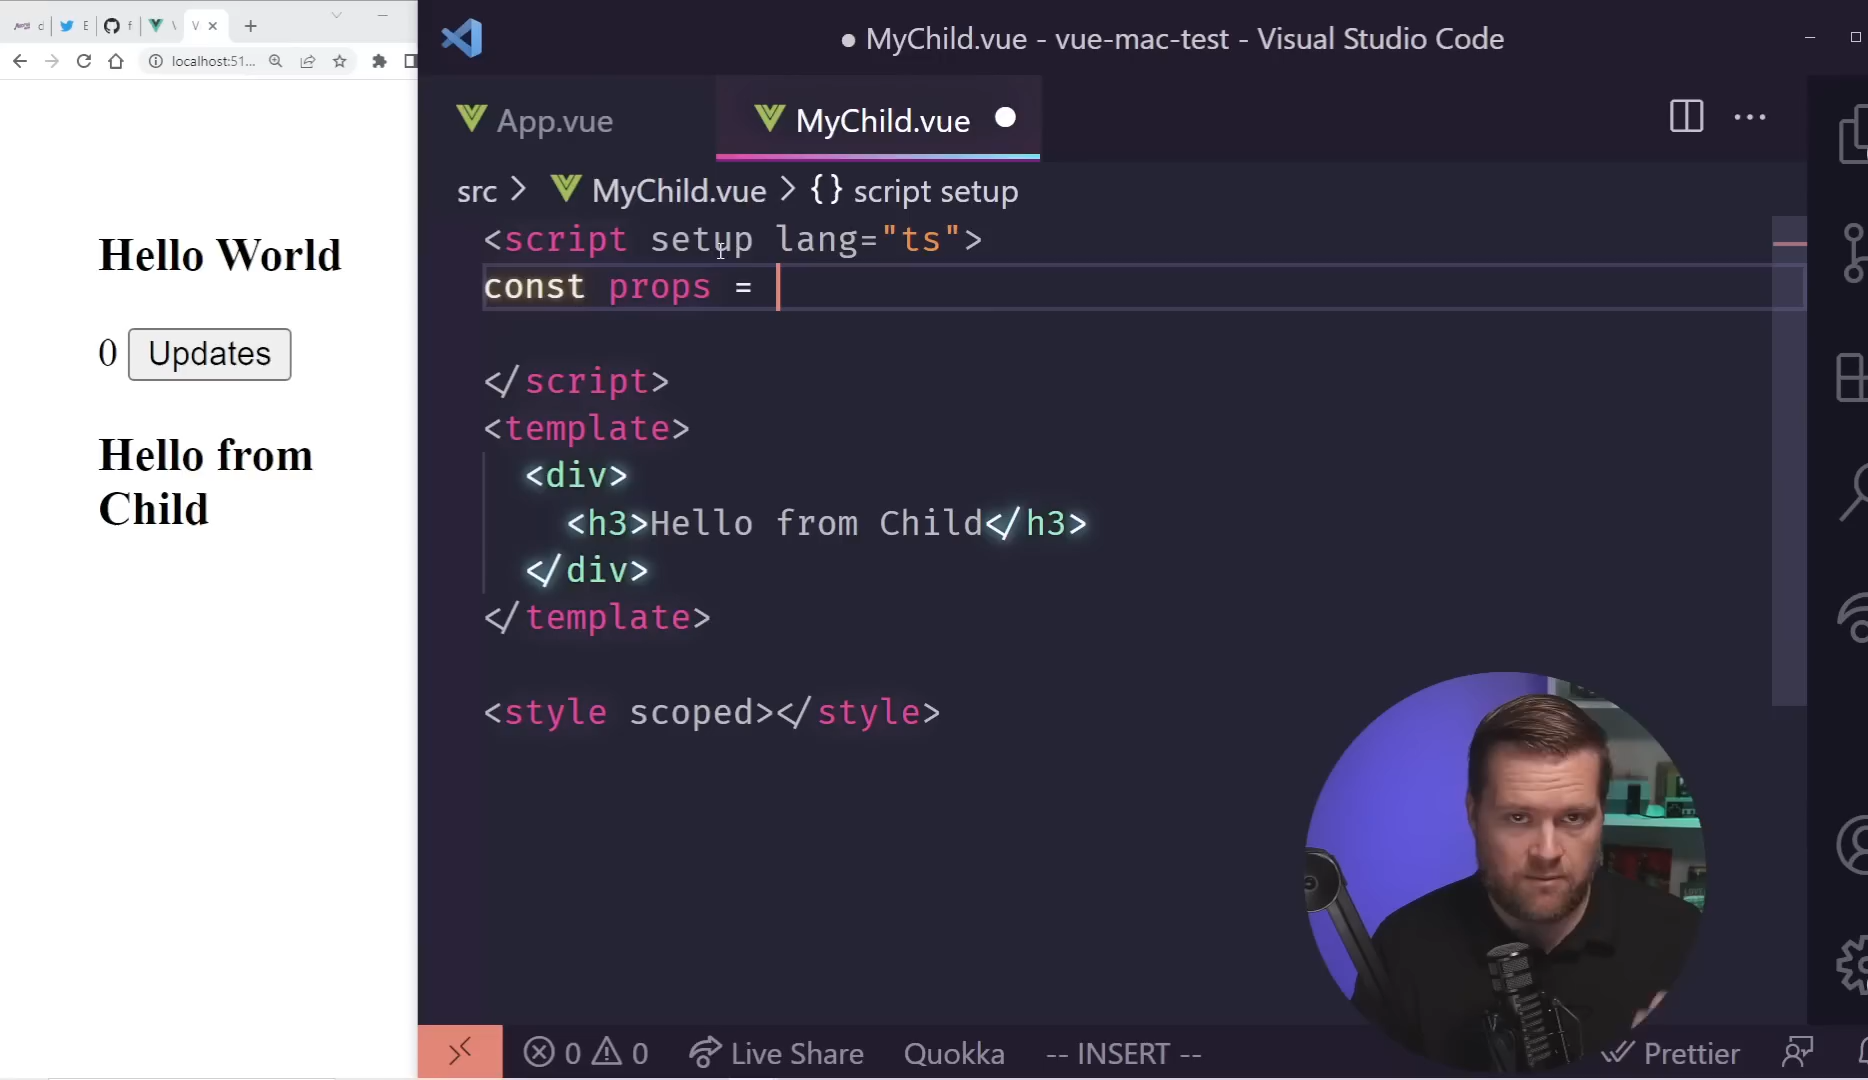 localhost:51...
Hello World
0 Updates
Hello from
Child
MyChild.vue - vue-mac-test - Visual Studio Code
App.vue
MyChild.vue
src > MyChild.vue > {} script setup
<script setup lang="ts">
const props =
</script>
<template>
<div>
<h3>Hello from Child</h3>
</div>
</template>
<style scoped></style>
0 0 Live Share Quokka -- INSERT -- Prettier